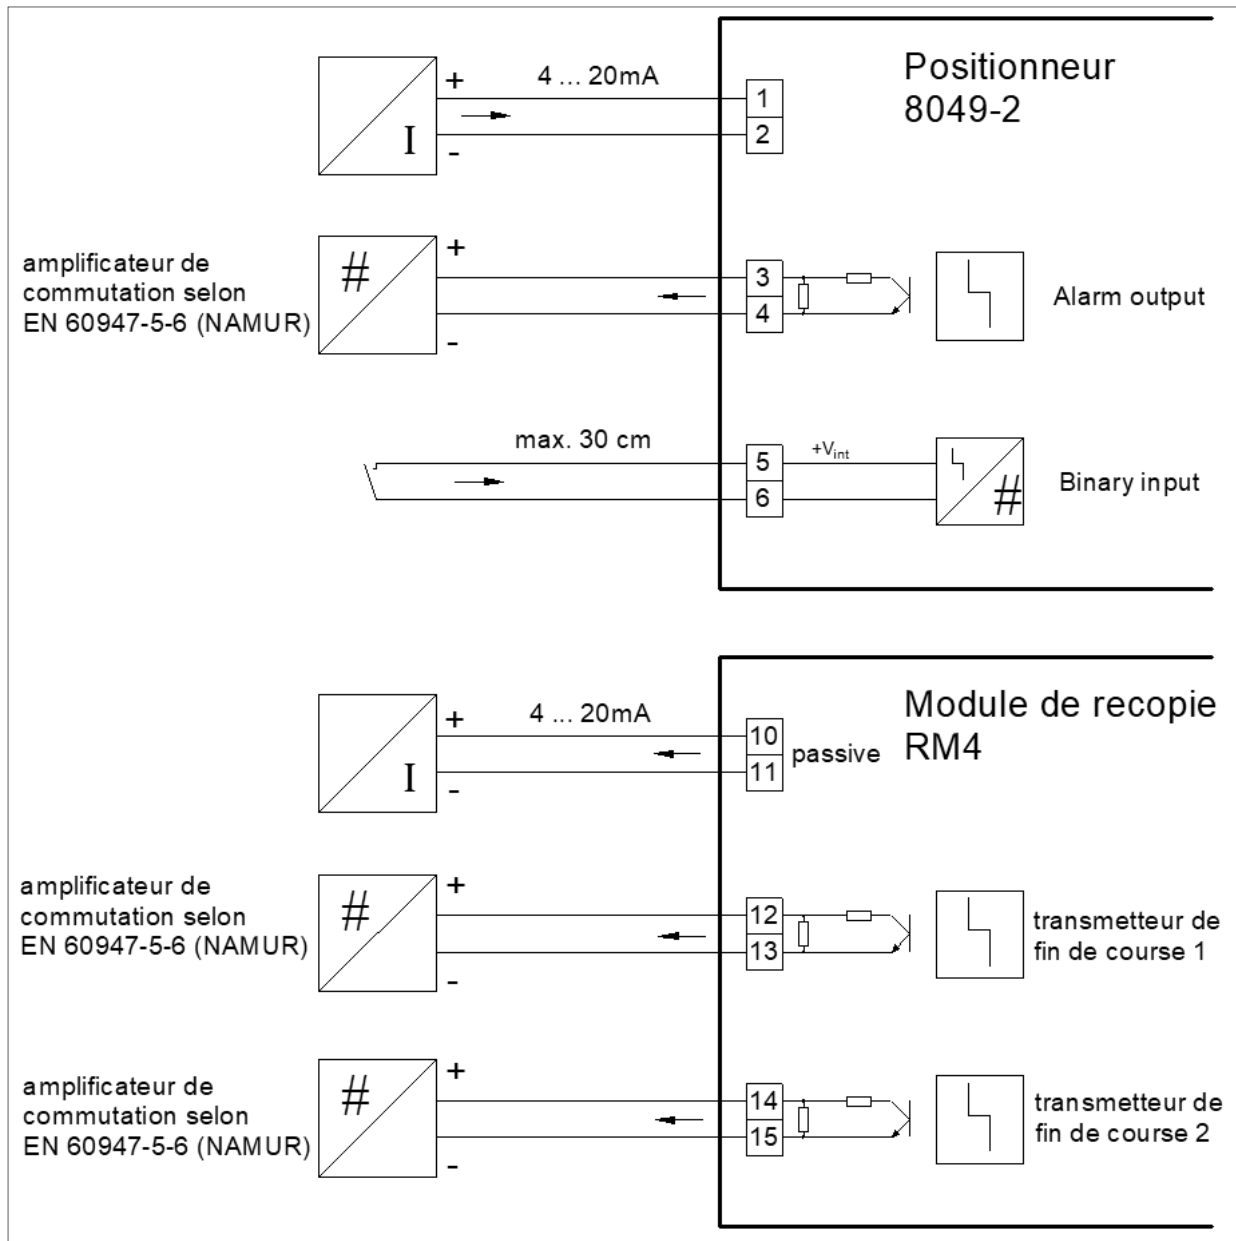 Positionneur
8049-2
+
4 ... 20mA
I
-
1
2
amplificateur de
commutation selon
EN 60947-5-6 (NAMUR)
#
+
-
3
4
Alarm output
max. 30 cm
5
6
+Vint
#
Binary input
Module de recopie
RM4
+
4 ... 20mA
I
-
10
11
passive
amplificateur de
commutation selon
EN 60947-5-6 (NAMUR)
#
+
-
12
13
transmetteur de
fin de course 1
amplificateur de
commutation selon
EN 60947-5-6 (NAMUR)
#
+
-
14
15
transmetteur de
fin de course 2